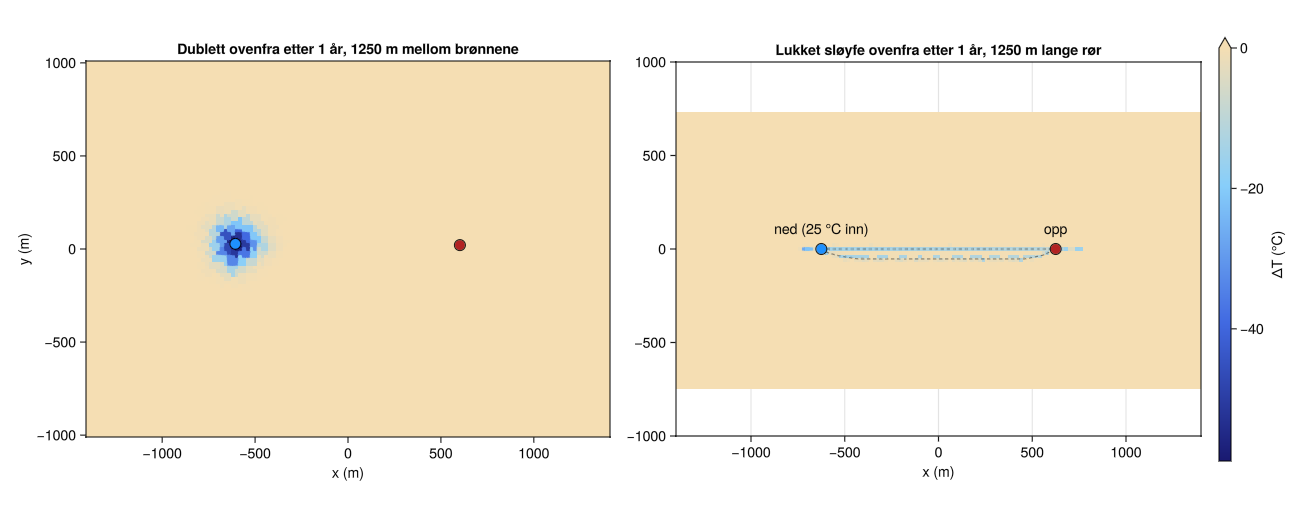 Dublett ovenfra etter 1 år, 1250 m mellom brønnene
1000
500
0
−500
−1000
y (m)
−1000
−500
0
500
1000
x (m)
Lukket sløyfe ovenfra etter 1 år, 1250 m lange rør
1000
500
0
−500
−1000
ned (25 °C inn)
opp
−1000
−500
0
500
1000
x (m)
0
−20
−40
ΔT (°C)